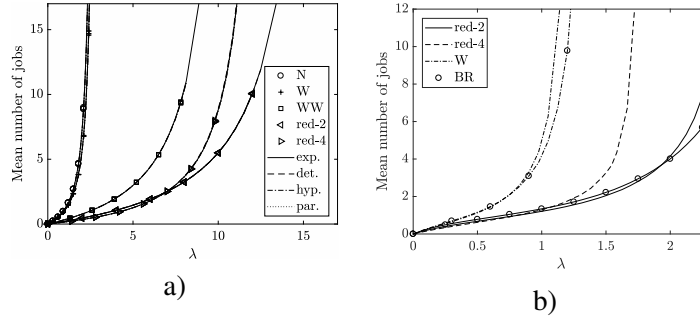 Mean number of jobs
15
10
5
0
0
5
10
15
λ
N
W
WW
red-2
red-4
exp.
det.
hyp.
par.
a)
Mean number of jobs
12
10
8
6
4
2
0
0
0.5
1
1.5
2
λ
red-2
red-4
W
BR
b)